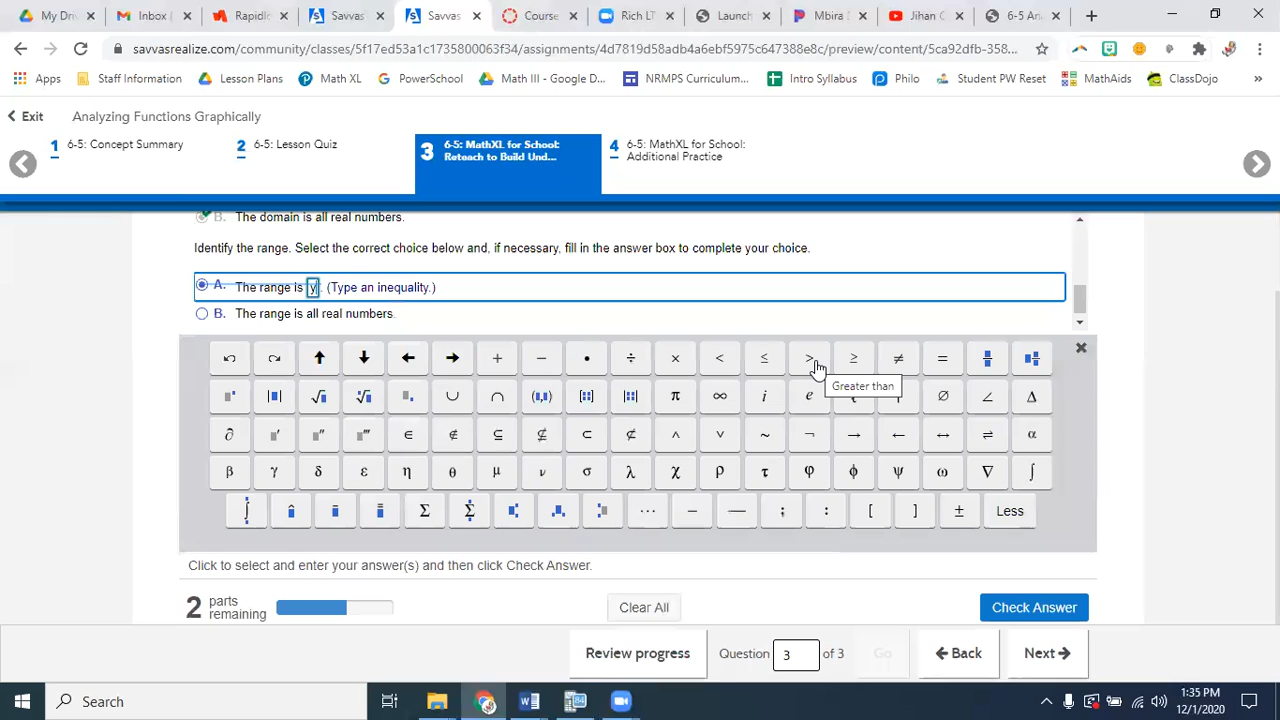 My Driv
Inbox (
Rapidl
Savvas
Savvas
Course
Rich LT
Launch
Mbira D
Jihan C
6-5 An
savvasrealize.com/community/classes/5f17ed53a1c1735800063f34/assignments/4d7819d58adb4a6ebf5975c647388e8c/preview/content/5ca92dfb-358...
Apps
Staff Information
Lesson Plans
Math XL
PowerSchool
Math III - Google D...
NRMPS Curriculum...
Intro Syllabus
Philo
Student PW Reset
MathAids
ClassDojo
Exit
Analyzing Functions Graphically
1 6-5: Concept Summary
2 6-5: Lesson Quiz
3 6-5: MathXL for School:
Reteach to Build Und...
4 6-5: MathXL for School:
Additional Practice
B. The domain is all real numbers.
Identify the range. Select the correct choice below and, if necessary, fill in the answer box to complete your choice.
A. The range is y. (Type an inequality.)
B. The range is all real numbers.
+ − • ÷ × < ≤ > ≥ ≠ =
Greater than
∪ ∩ π ∞ i e ∅ ∠ Δ
∂ ∈ ∉ ⊆ ⊈ ⊂ ⊄ ∧ ∨ ~ ¬ → ← ↔ ⇌ α
β γ δ ε η θ μ ν σ λ χ ρ τ φ ϕ ψ ω ∇ ∫
Σ Σ ... − — ; : [ ] ± Less
Click to select and enter your answer(s) and then click Check Answer.
2 parts
remaining
Clear All
Check Answer
Review progress
Question 3 of 3
Go
Back
Next
Search
1:35 PM
12/1/2020